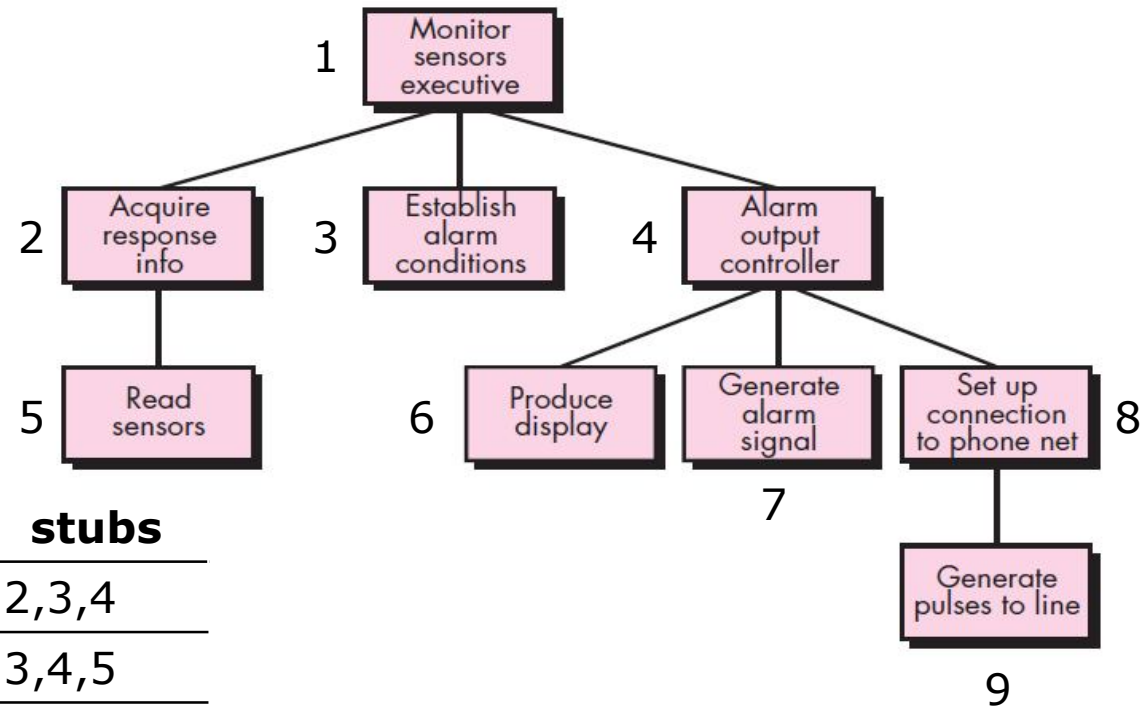 1
Monitor
sensors
executive
2
Acquire
response
info
3
Establish
alarm
conditions
4
Alarm
output
controller
5
Read
sensors
6
Produce
display
Generate
alarm
signal
7
Set up
connection
to phone net
8
Generate
pulses to line
9
stubs
2,3,4
3,4,5